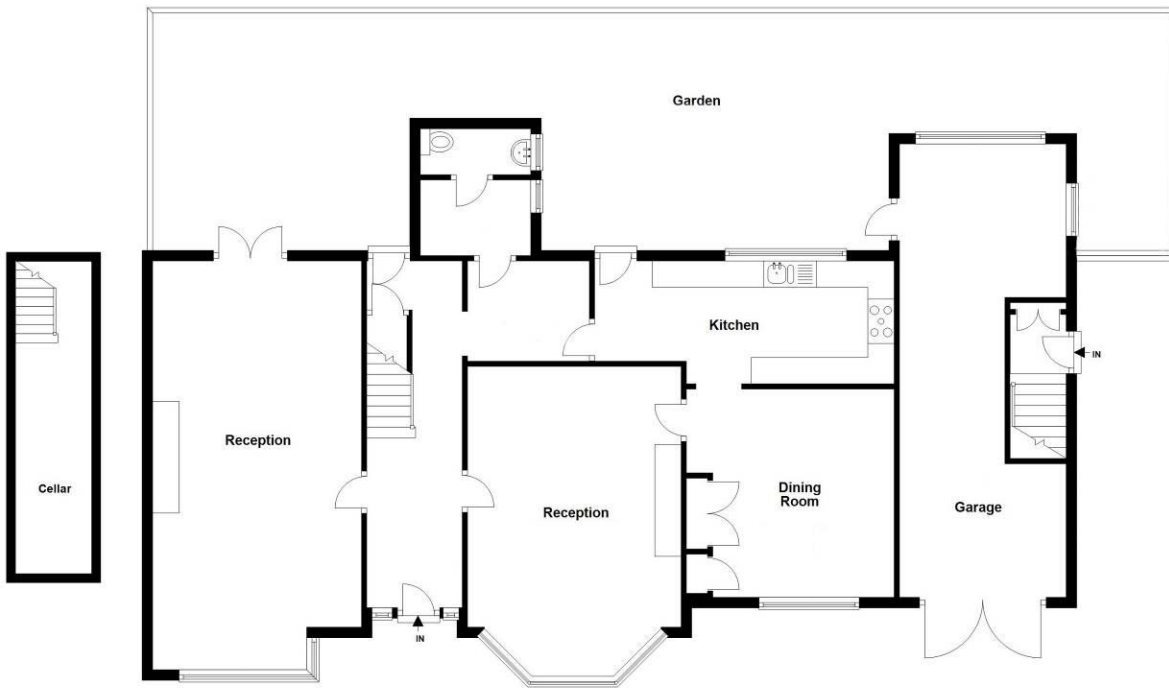 Garden
Kitchen
Reception
Cellar
Reception
Dining
Room
Garage
IN
IN